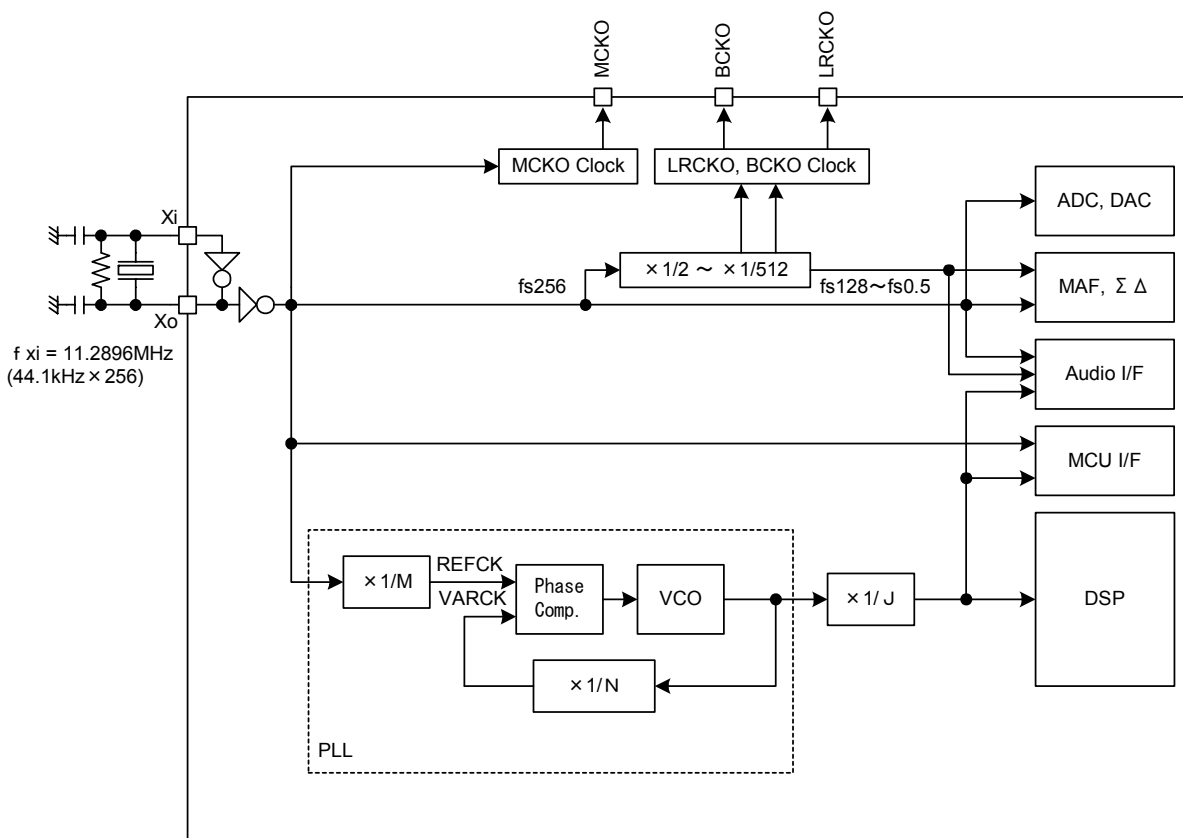 MCKO
BCKO
LRCKO
MCKO Clock
LRCKO, BCKO Clock
ADC, DAC
Xi
×1/2 ～ ×1/512
fs256
fs128～fs0.5
MAF, Σ Δ
Xo
f xi = 11.2896MHz
(44.1kHz×256)
Audio I/F
MCU I/F
×1/M
REFCK
VARCK
Phase
Comp.
VCO
×1/J
DSP
×1/N
PLL